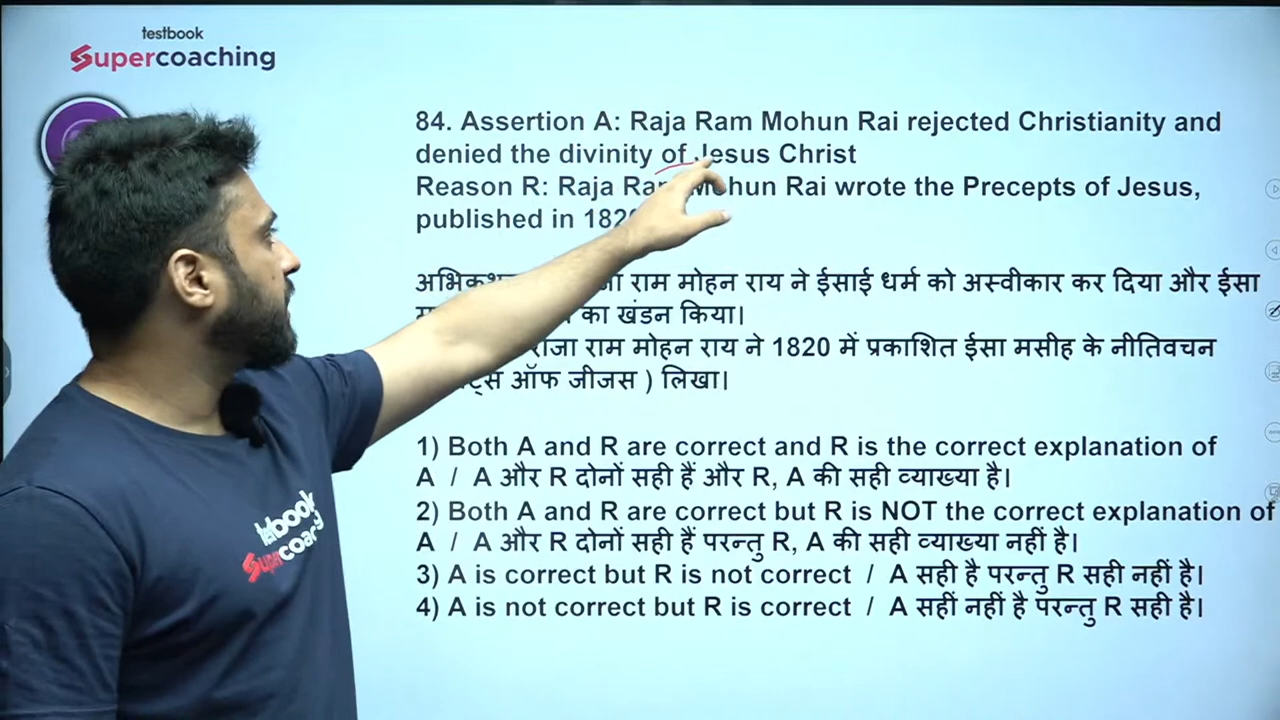 testbook
Supercoaching
84. Assertion A: Raja Ram Mohun Rai rejected Christianity and
denied the divinity of Jesus Christ
Reason R: Raja Ram Mohun Rai wrote the Precepts of Jesus,
published in 1820
राम मोहन राय ने ईसाई धर्म को अस्वीकार कर दिया और ईसा
का खंडन किया।
राजा राम मोहन राय ने 1820 में प्रकाशित ईसा मसीह के नीतिवचन
ऑफ जीजस ) लिखा।
1) Both A and R are correct and R is the correct explanation of
A / A और R दोनों सही हैं और R, A की सही व्याख्या है।
2) Both A and R are correct but R is NOT the correct explanation of
A / A और R दोनों सही हैं परन्तु R, A की सही व्याख्या नहीं है।
3) A is correct but R is not correct / A सही है परन्तु R सही नहीं है।
4) A is not correct but R is correct / A सहीं नहीं है परन्तु R सही है।
testbook
Supercoac